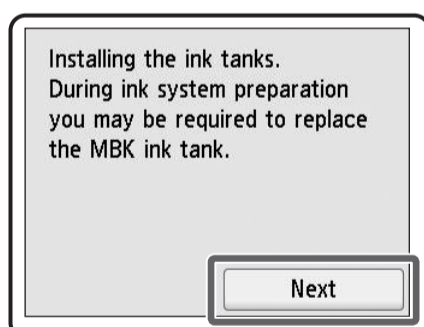 Installing the ink tanks.
During ink system preparation
you may be required to replace
the MBK ink tank.
Next